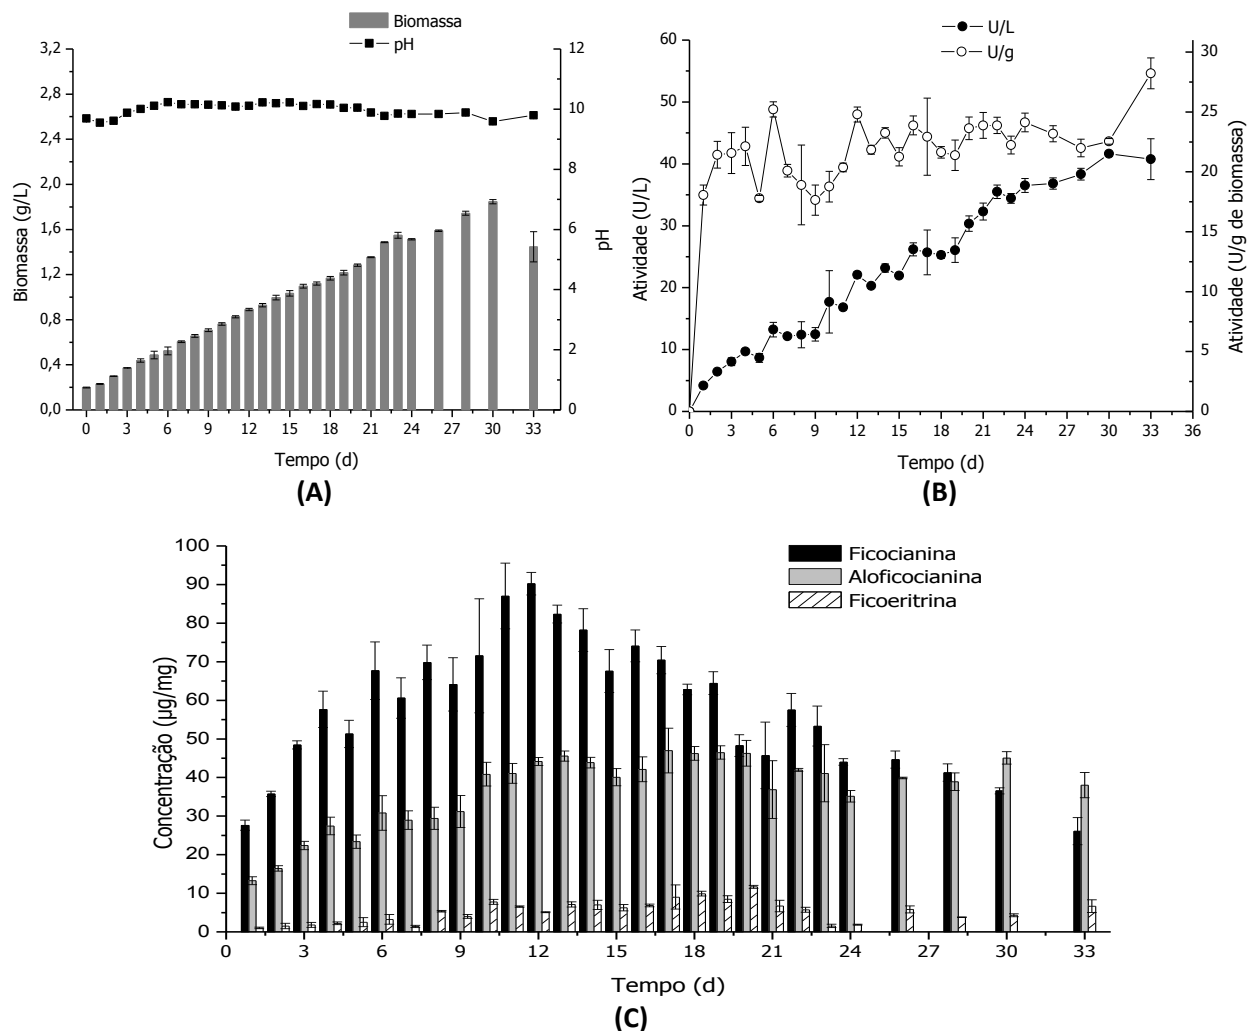 Biomassa
pH
3,2
2,8
2,4
2,0
1,6
1,2
0,8
0,4
0,0
Biomassa (g/L)
12
10
8
6
4
2
0
pH
0 3 6 9 12 15 18 21 24 27 30 33
Tempo (d)
(A)
U/L
U/g
60
50
40
30
20
10
0
Atividade (U/L)
30
25
20
15
10
5
0
Atividade (U/g de biomassa)
0 3 6 9 12 15 18 21 24 27 30 33 36
Tempo (d)
(B)
Ficocianina
Aloficocianina
Ficoeritrina
100
90
80
70
60
50
40
30
20
10
0
Concentração (µg/mg)
0 3 6 9 12 15 18 21 24 27 30 33
Tempo (d)
(C)